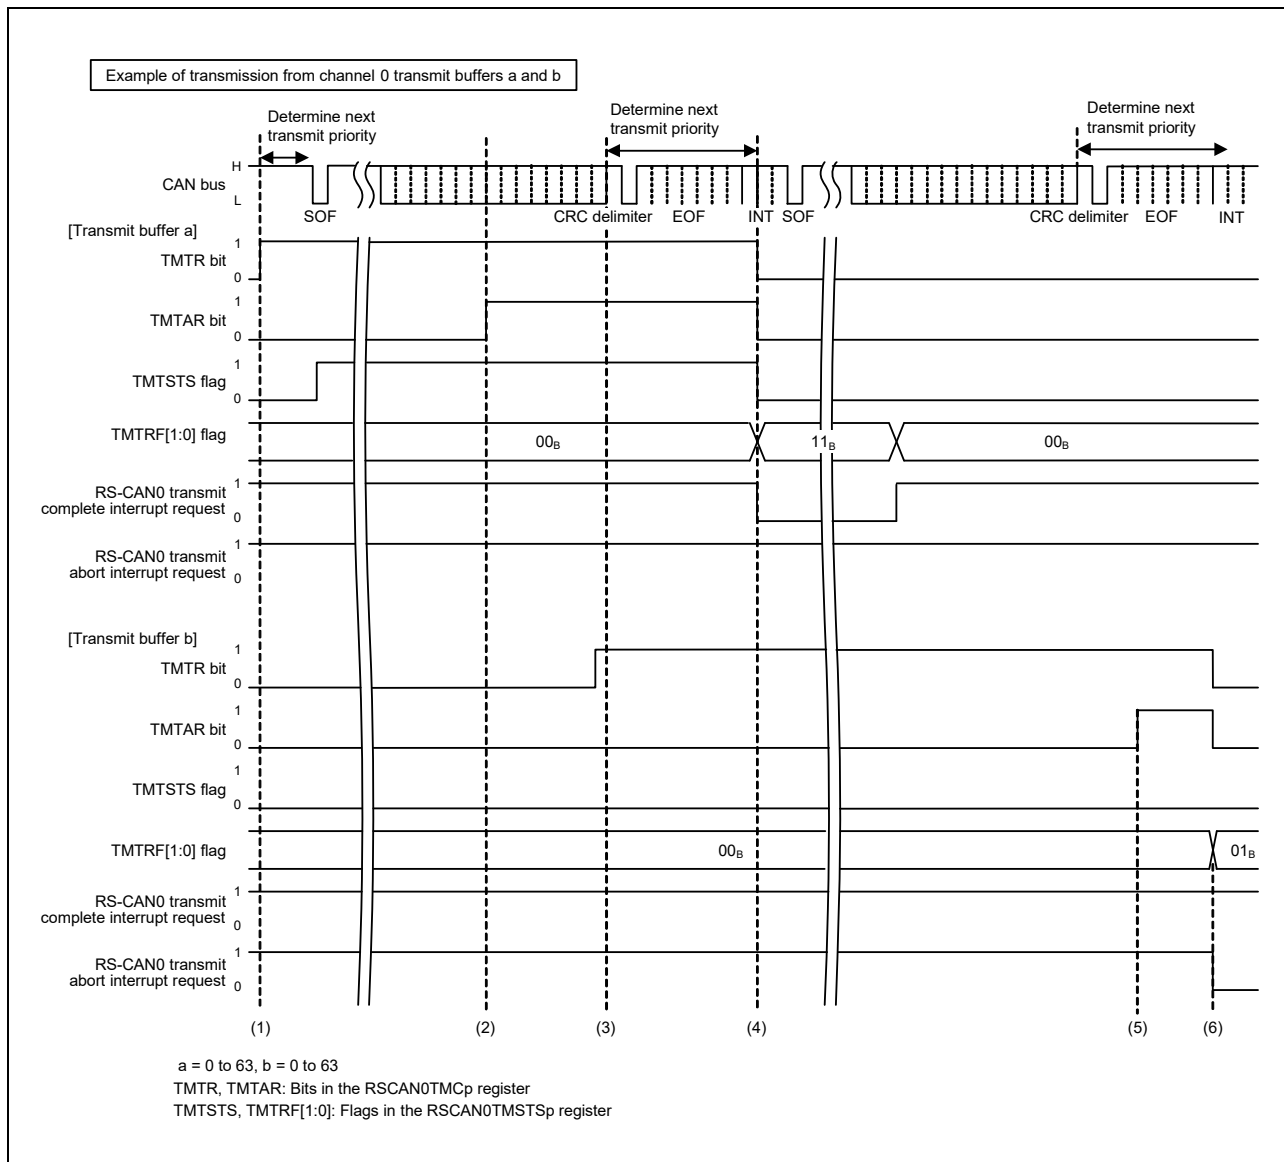 Example of transmission from channel 0 transmit buffers a and b
Determine next
transmit priority
Determine next
transmit priority
Determine next
transmit priority
H
CAN bus
L
SOF
CRC delimiter
EOF
INT
SOF
CRC delimiter
EOF
INT
[Transmit buffer a]
1
TMTR bit
0
1
TMTAR bit
0
1
TMTSTS flag
0
TMTRF[1:0] flag
00B
11B
00B
1
RS-CAN0 transmit
complete interrupt request
0
1
RS-CAN0 transmit
abort interrupt request
0
[Transmit buffer b]
1
TMTR bit
0
1
TMTAR bit
0
1
TMTSTS flag
0
TMTRF[1:0] flag
00B
01B
1
RS-CAN0 transmit
complete interrupt request
0
1
RS-CAN0 transmit
abort interrupt request
0
(1)
(2)
(3)
(4)
(5)
(6)
a = 0 to 63, b = 0 to 63
TMTR, TMTAR: Bits in the RSCAN0TMCp register
TMTSTS, TMTRF[1:0]: Flags in the RSCAN0TMSTSp register